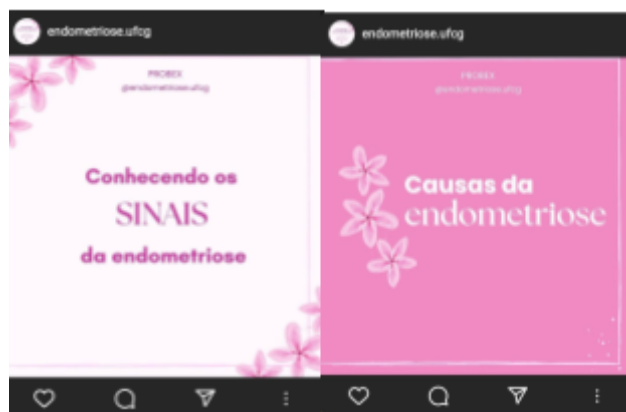 endometriose.ufcg
PROBEX
@endometriose.ufcg
Conhecendo os
SINAIS
da endometriose
endometriose.ufcg
PROBEX
@endometriose.ufcg
Causas da
endometriose